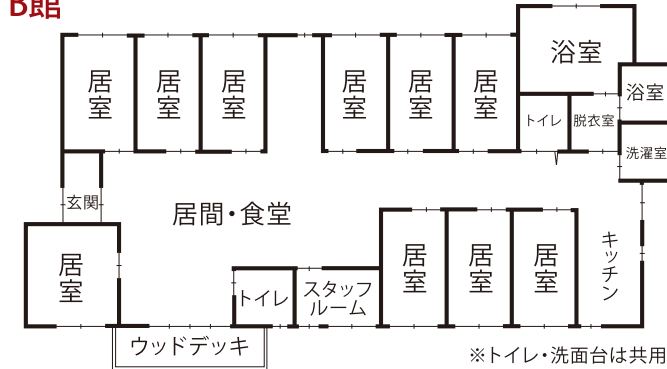 B館
浴室
居室
居室
居室
居室
居室
居室
浴室
トイレ
脱衣室
洗濯室
玄関
居間・食堂
キッチン
居室
居室
居室
居室
トイレ
スタッフ
ルーム
ウッドデッキ
※トイレ・洗面台は共用